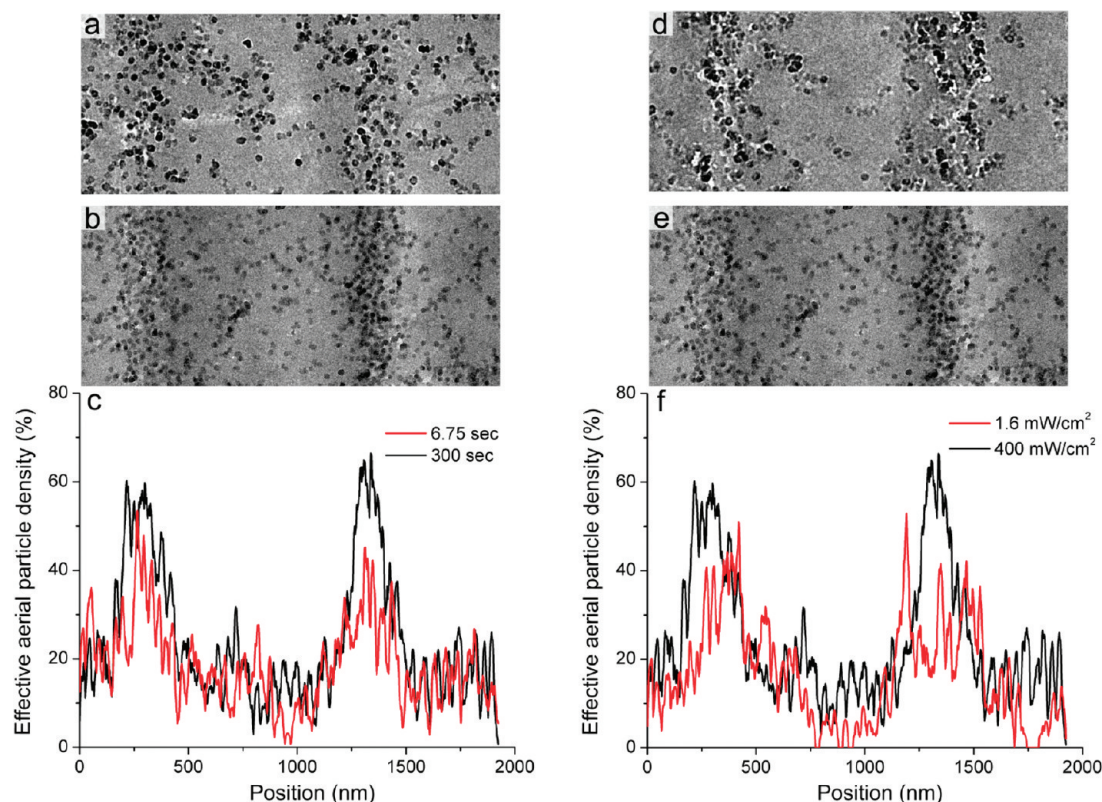 a
d
b
e
c
f
6.75 sec
300 sec
1.6 mW/cm²
400 mW/cm²
Effective aerial particle density (%)
80
60
40
20
0
0 500 1000 1500 2000
Position (nm)
Effective aerial particle density (%)
80
60
40
20
0
0 500 1000 1500 2000
Position (nm)